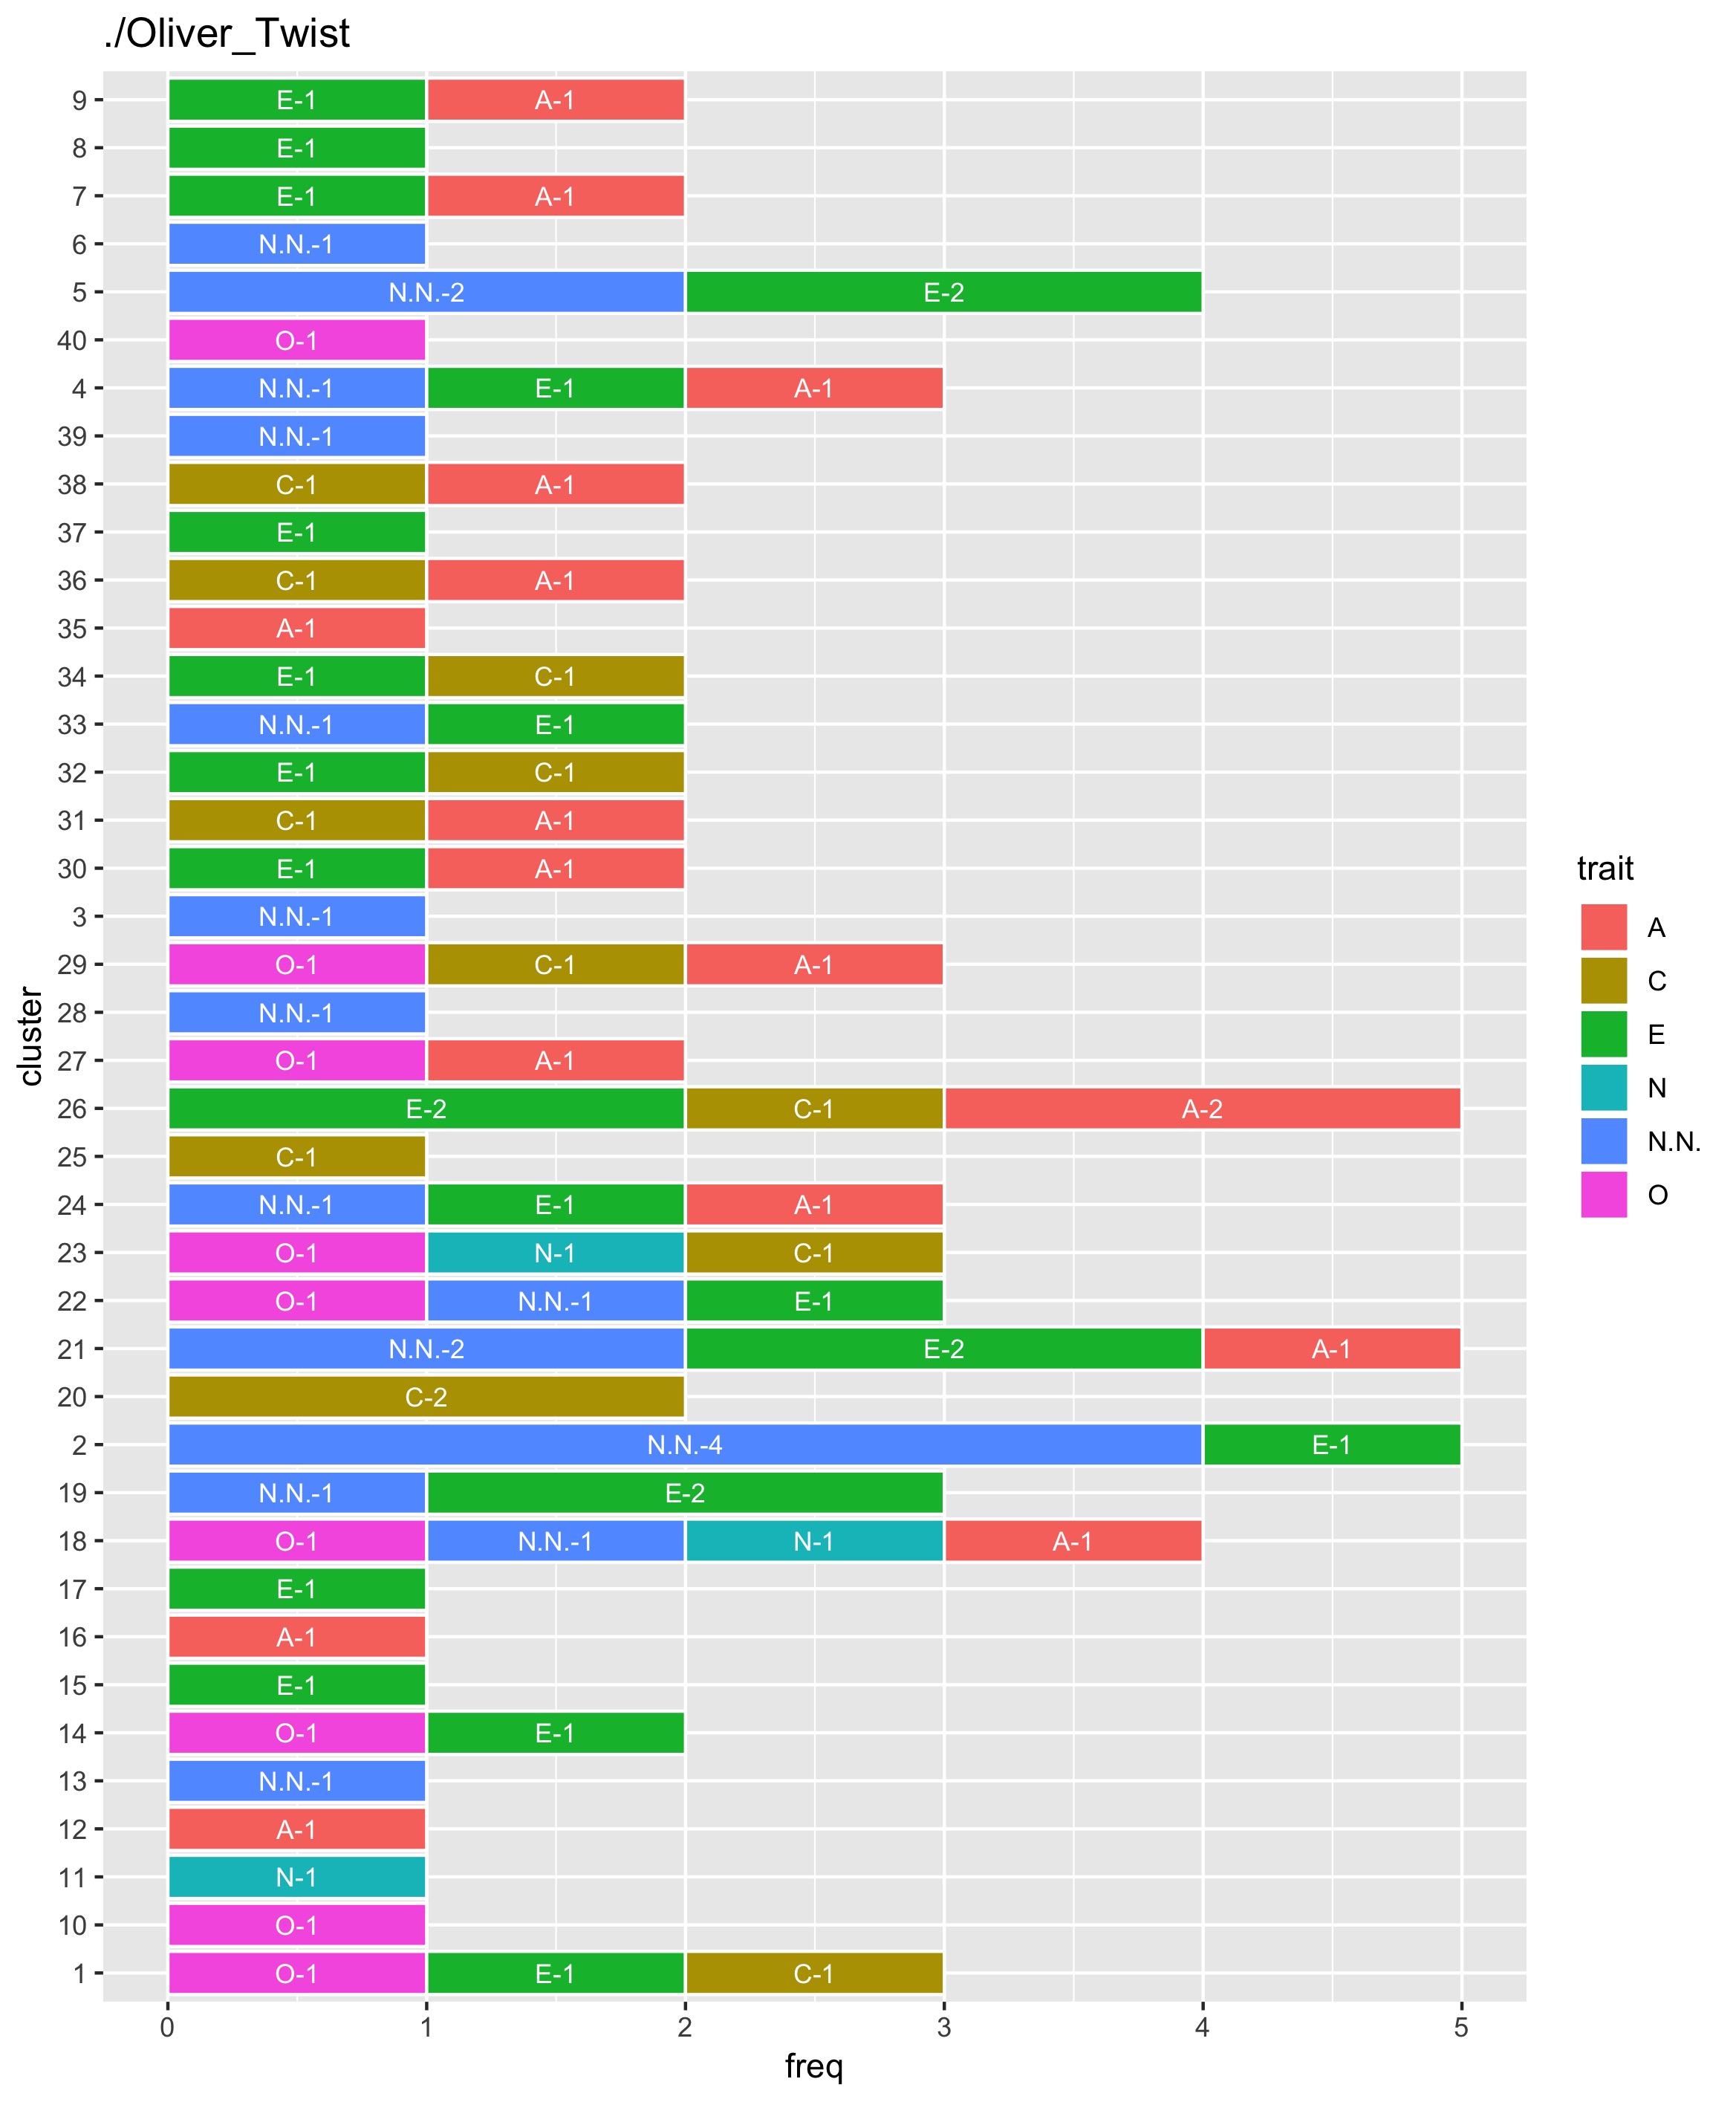 ./Oliver_Twist
9 E-1 A-1
8 E-1
7 E-1 A-1
6 N.N.-1
5 N.N.-2 E-2
40 O-1
4 N.N.-1 E-1 A-1
39 N.N.-1
38 C-1 A-1
37 E-1
36 C-1 A-1
35 A-1
34 E-1 C-1
33 N.N.-1 E-1
32 E-1 C-1
31 C-1 A-1
30 E-1 A-1
3 N.N.-1
29 O-1 C-1 A-1
28 N.N.-1
27 O-1 A-1
26 E-2 C-1 A-2
25 C-1
24 N.N.-1 E-1 A-1
23 O-1 N-1 C-1
22 O-1 N.N.-1 E-1
21 N.N.-2 E-2 A-1
20 C-2
2 N.N.-4 E-1
19 N.N.-1 E-2
18 O-1 N.N.-1 N-1 A-1
17 E-1
16 A-1
15 E-1
14 O-1 E-1
13 N.N.-1
12 A-1
11 N-1
10 O-1
1 O-1 E-1 C-1
0 1 2 3 4 5
freq
cluster
trait
A
C
E
N
N.N.
O